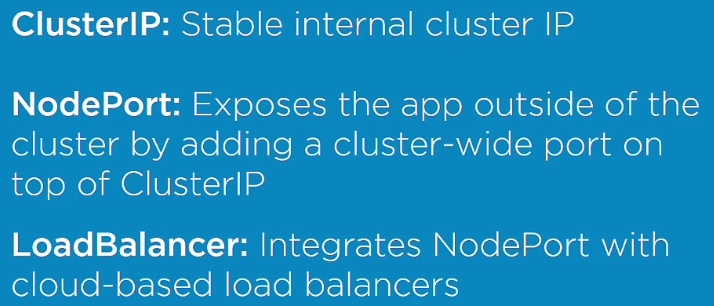 ClusterIP: Stable internal cluster IP
NodePort: Exposes the app outside of the
cluster by adding a cluster-wide port on
top of ClusterIP
LoadBalancer: Integrates NodePort with
cloud-based load balancers